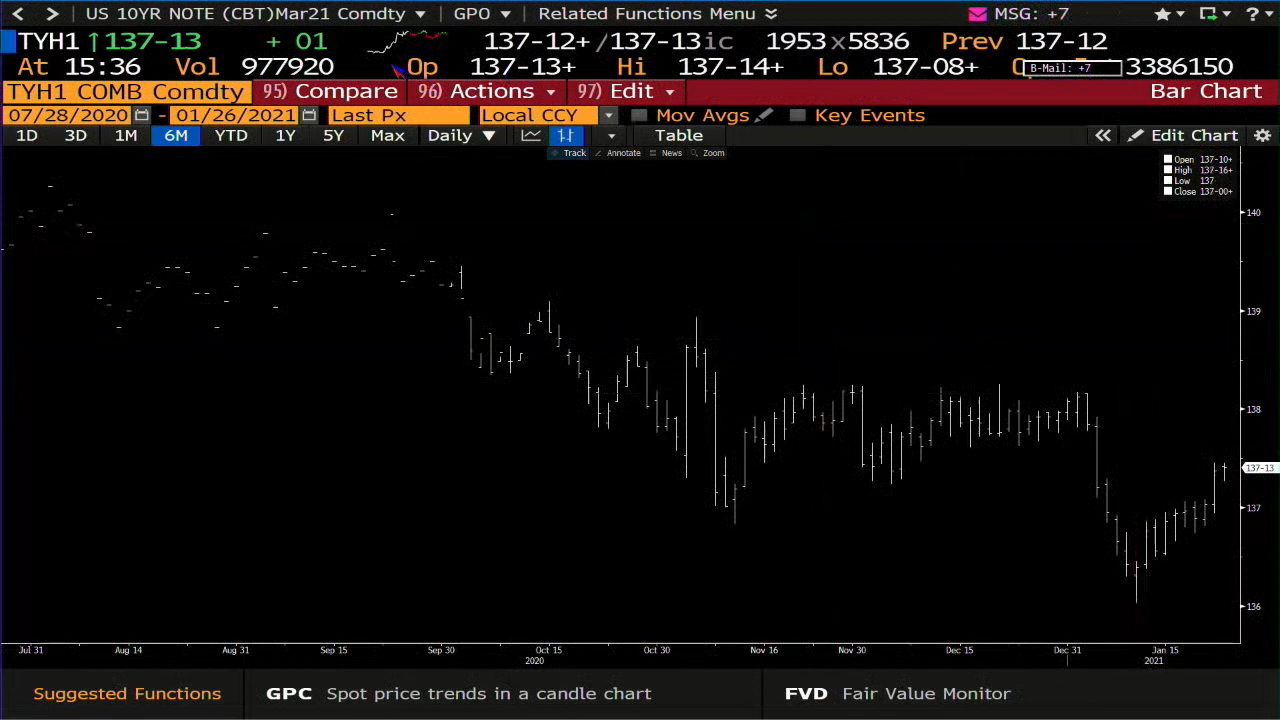 < > US 10YR NOTE (CBT)Mar21 Comdty GPO Related Functions Menu MSG: +7 ?
TYH1 ↑137-13 + 01 137-12+/137-13ic 1953x5836 Prev 137-12
At 15:36 Vol 977920 Op 137-13+ Hi 137-14+ Lo 137-08+ B-Mail: +7 3386150
TYH1 COMB Comdty 95) Compare 96) Actions 97) Edit Bar Chart
07/28/2020 - 01/26/2021 Last Px Local CCY Mov Avgs Key Events
1D 3D 1M 6M YTD 1Y 5Y Max Daily ▼ Table « Edit Chart
Track Annotate News Zoom
Open 137-10+
High 137-16+
Low 137
Close 137-00+
140
139
138
137-13
137
136
Jul 31 Aug 14 Aug 31 Sep 15 Sep 30 Oct 15 Oct 30 Nov 16 Nov 30 Dec 15 Dec 31 Jan 15
2020 2021
Suggested Functions GPC Spot price trends in a candle chart FVD Fair Value Monitor